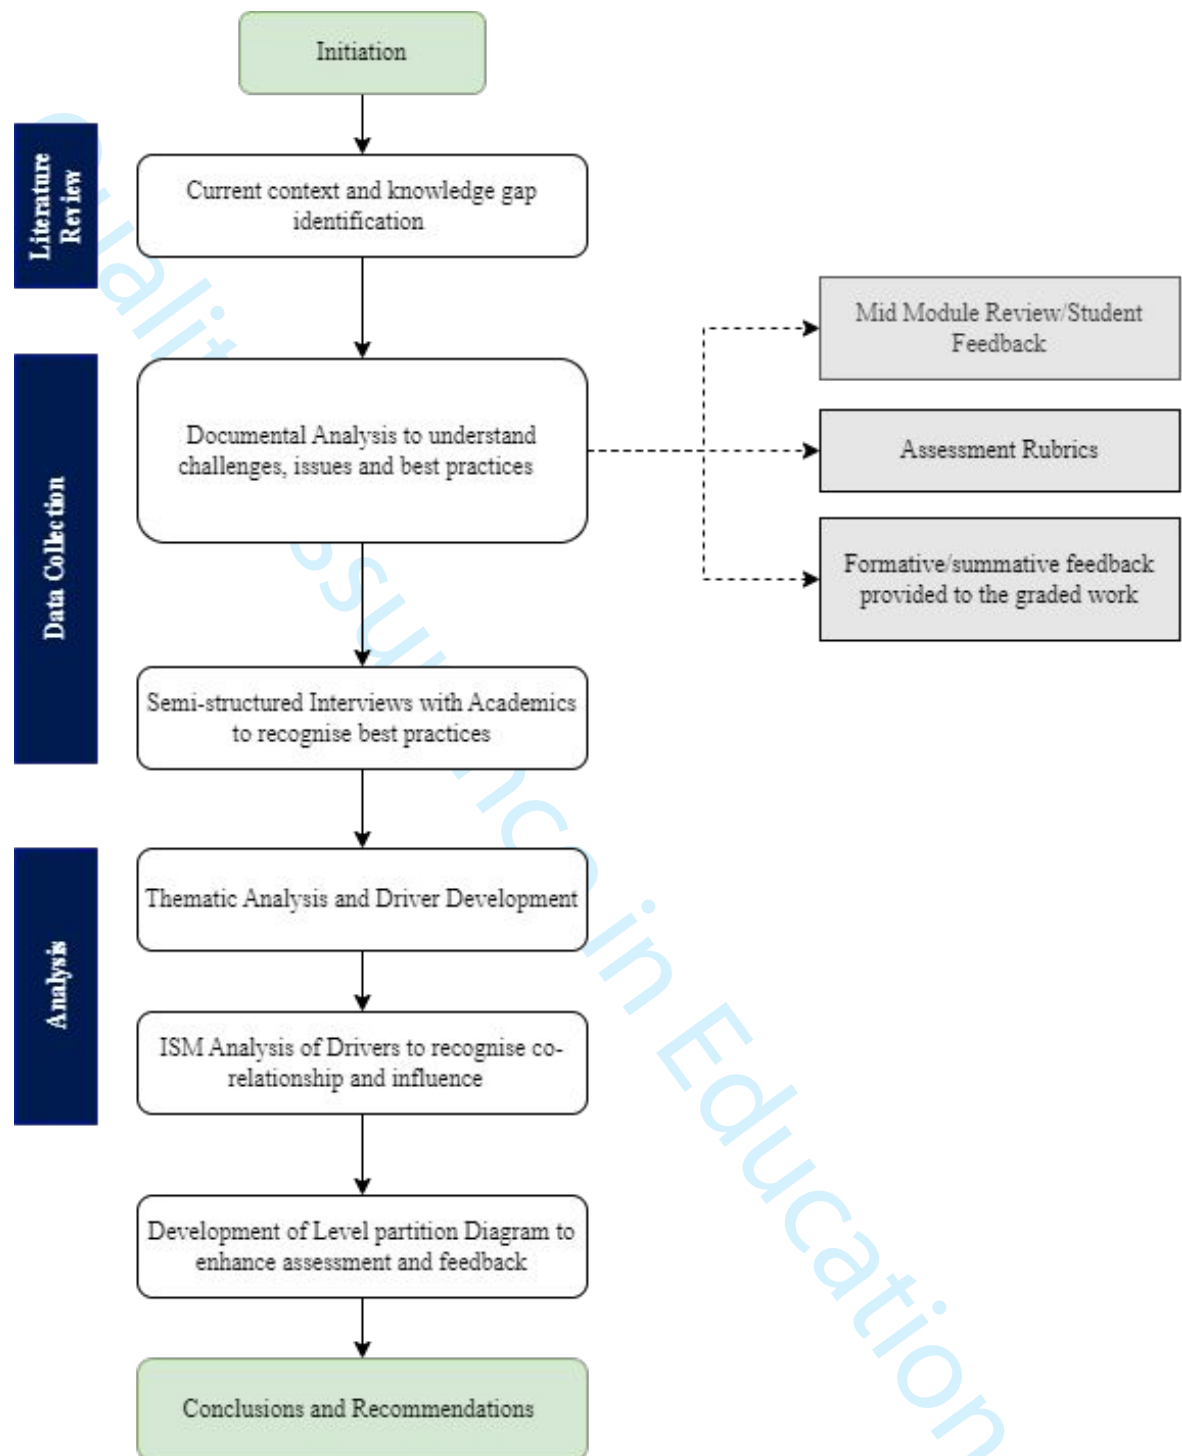 Initiation
Literature
Review
Current context and knowledge gap
identification
Mid Module Review/Student
Feedback
Data Collection
Documental Analysis to understand
challenges, issues and best practices
Assessment Rubrics
Formative/summative feedback
provided to the graded work
Semi-structured Interviews with Academics
to recognise best practices
Analysis
Thematic Analysis and Driver Development
ISM Analysis of Drivers to recognise co-
relationship and influence
Development of Level partition Diagram to
enhance assessment and feedback
Conclusions and Recommendations
Quality Assurance in Education